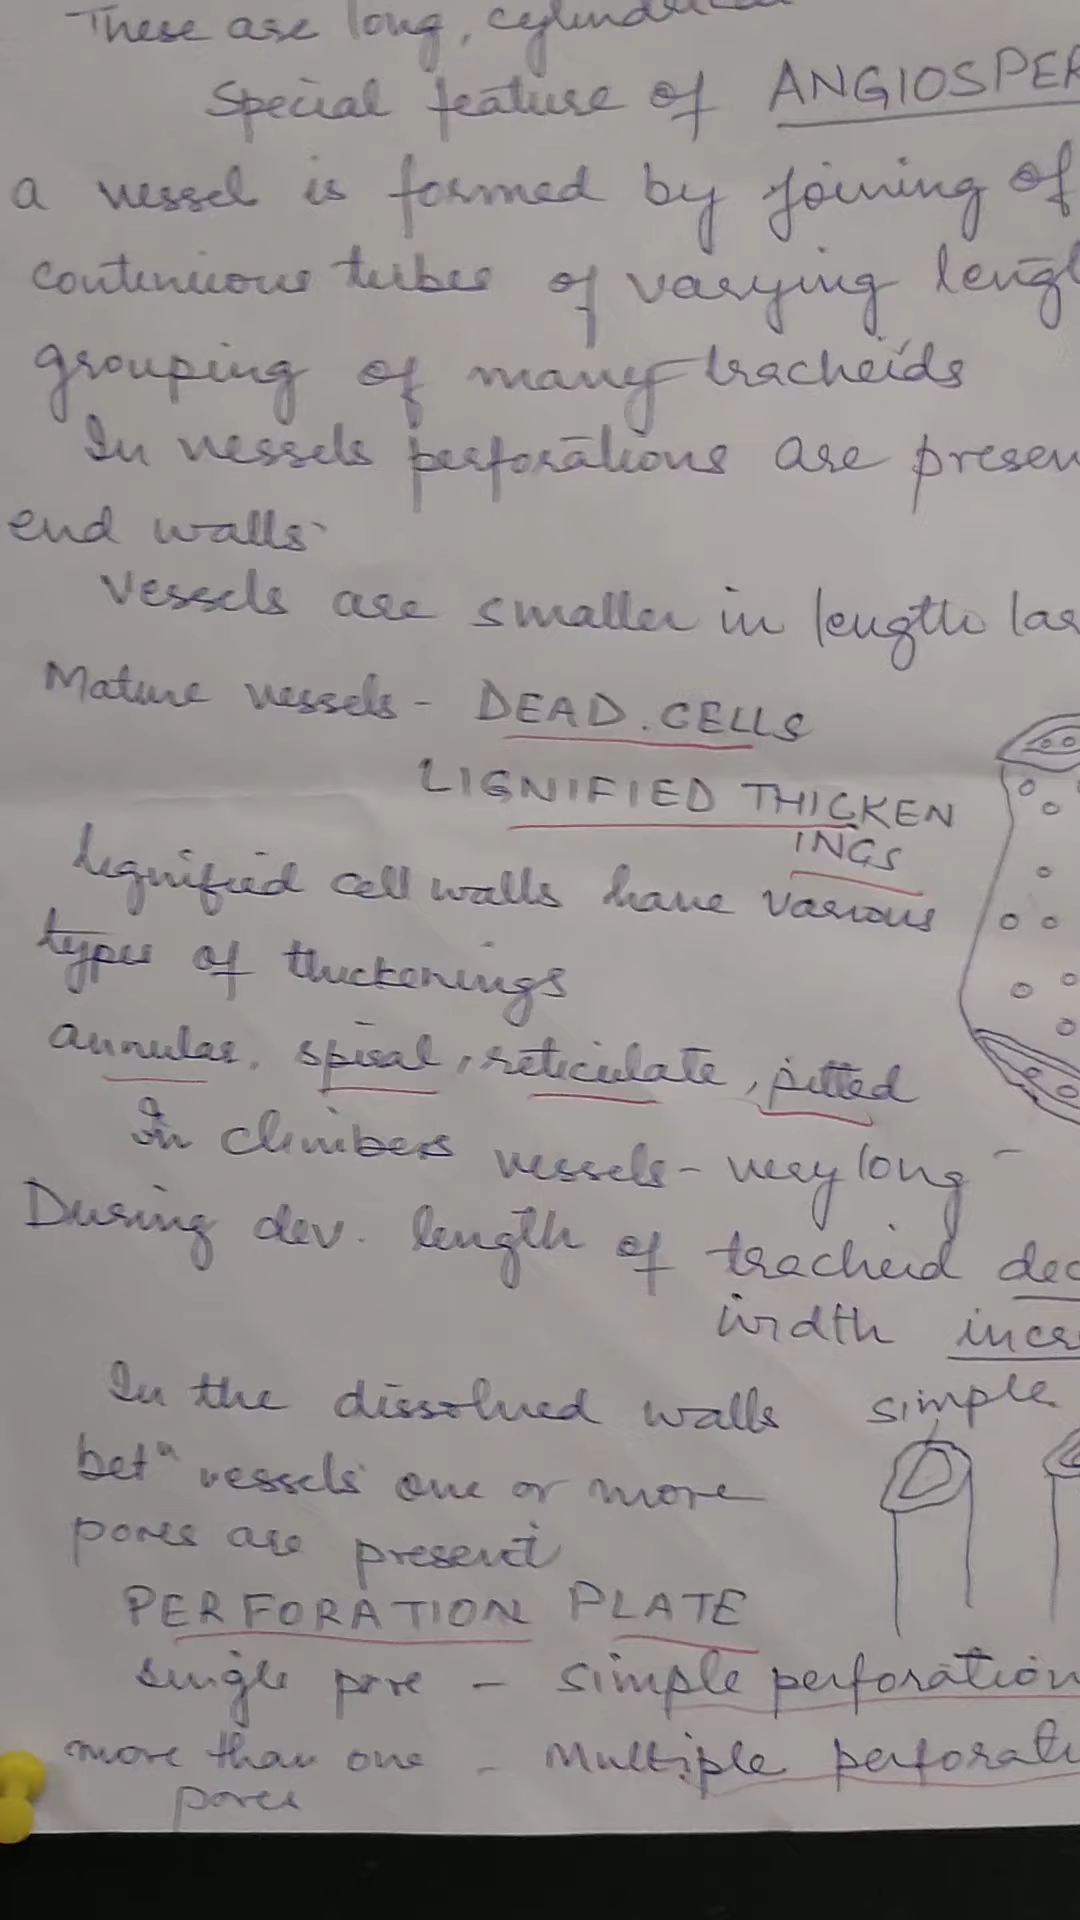 These are long, cylindrical
Special feature of ANGIOSPER
a vessel is formed by joining of
continuous tubes of varying lengt
grouping of many tracheids
In vessels perforations are presen
end walls
Vessels are smaller in length lar
Mature vessels - DEAD CELLS
LIGNIFIED THICKEN
INGS
lignified cell walls have various
types of thickenings
annular, spiral, reticulate, pitted
In climbers vessels - very long
During dev. length of tracheid dec
width incr
In the dissolved walls
simple
betn vessels one or more
pores are present
PERFORATION PLATE
single pore - simple perforation
more than one - Multiple perforati
pores